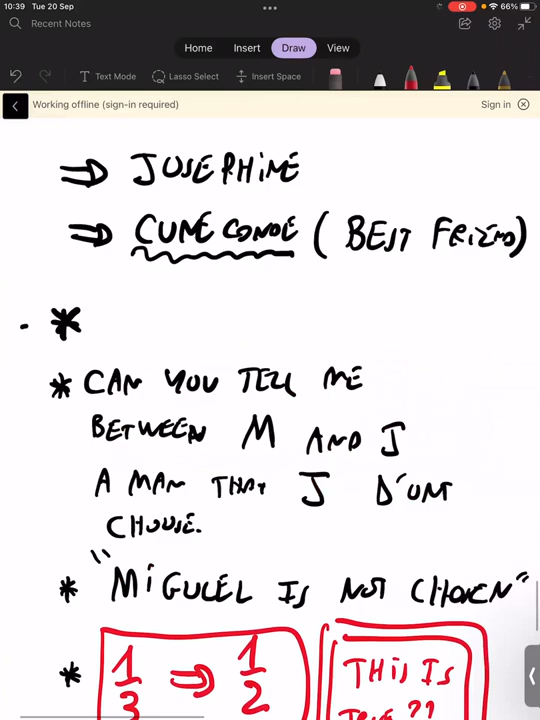 10:39 Tue 20 Sep
66%
Recent Notes
Home Insert Draw View
Text Mode Lasso Select Insert Space
Working offline (sign-in required) Sign in
⇒ JOSEPHINE
⇒ CUNEGONDE (BEST FRIEND)
- *
* CAN YOU TELL ME
BETWEEN M AND J
A MAN THAT J D'ONT
CHOOSE.
* "MIGUEL IS NOT CHOSEN"
* 1/3 ⇒ 1/2 THIS IS
TRUE ??